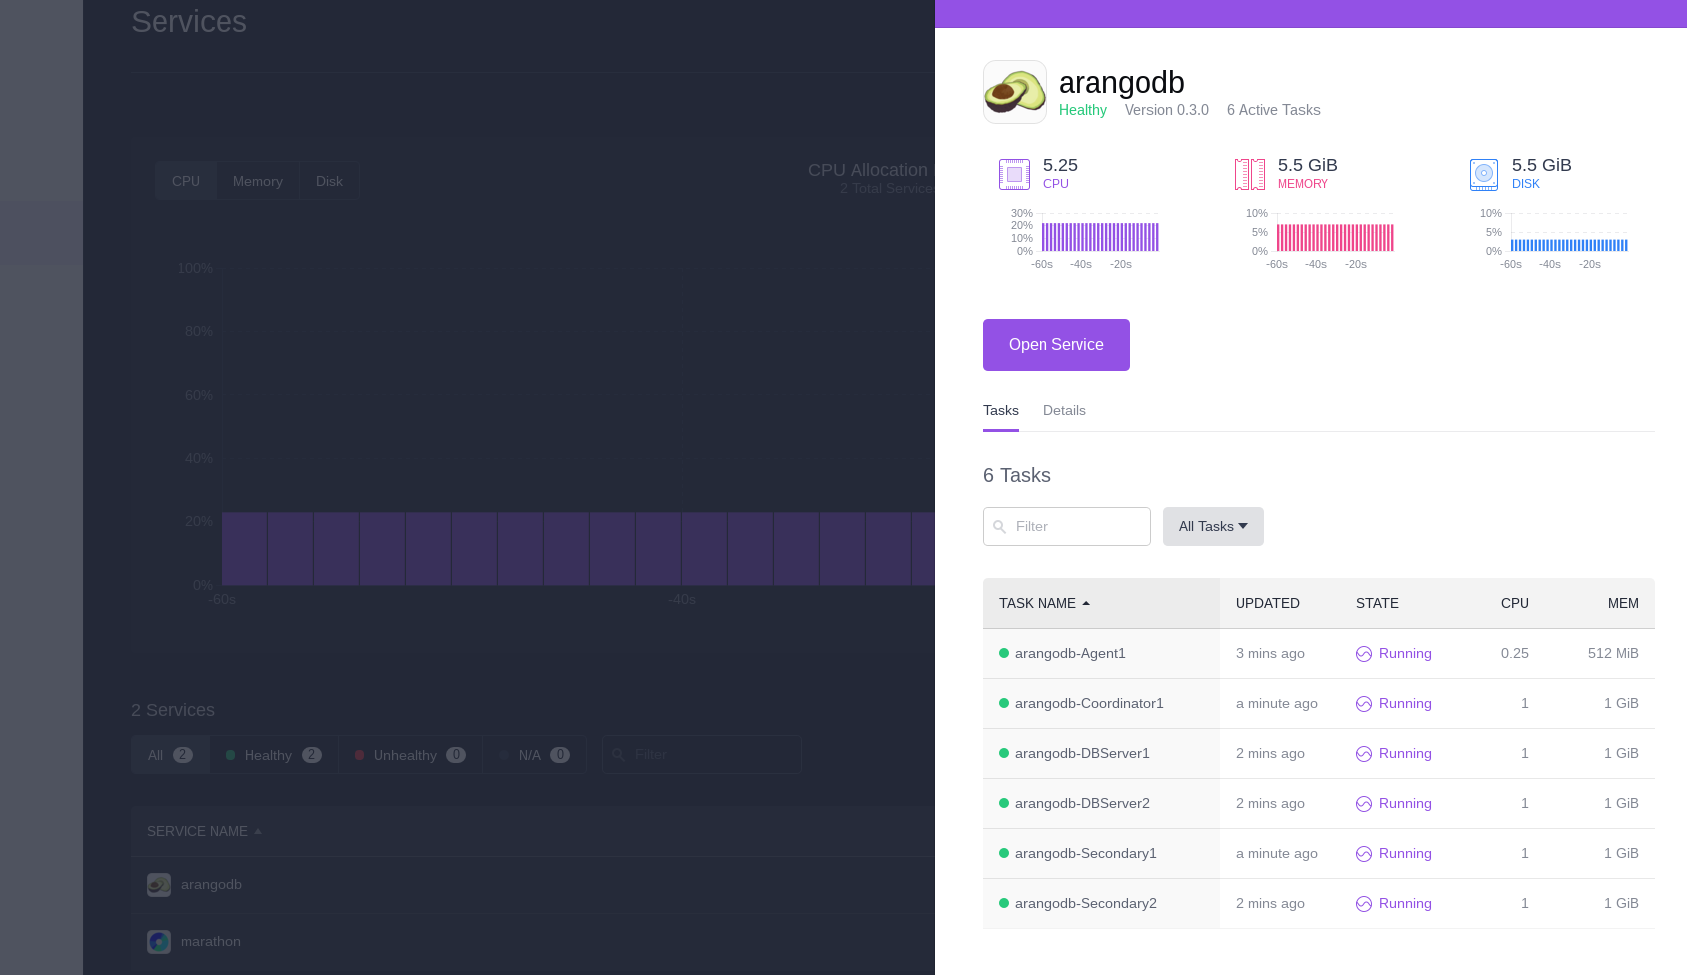 Services
CPU Memory Disk
CPU Allocation
2 Total Services
100%
80%
60%
40%
20%
0%
-60s -40s
2 Services
All 2 Healthy 2 Unhealthy 0 N/A 0 Filter
SERVICE NAME
arangodb
marathon
arangodb
Healthy Version 0.3.0 6 Active Tasks
5.25
CPU
30%
20%
10%
0%
-60s -40s -20s
5.5 GiB
MEMORY
10%
5%
0%
-60s -40s -20s
5.5 GiB
DISK
10%
5%
0%
-60s -40s -20s
Open Service
Tasks Details
6 Tasks
Filter All Tasks
TASK NAME UPDATED STATE CPU MEM
arangodb-Agent1 3 mins ago Running 0.25 512 MiB
arangodb-Coordinator1 a minute ago Running 1 1 GiB
arangodb-DBServer1 2 mins ago Running 1 1 GiB
arangodb-DBServer2 2 mins ago Running 1 1 GiB
arangodb-Secondary1 a minute ago Running 1 1 GiB
arangodb-Secondary2 2 mins ago Running 1 1 GiB